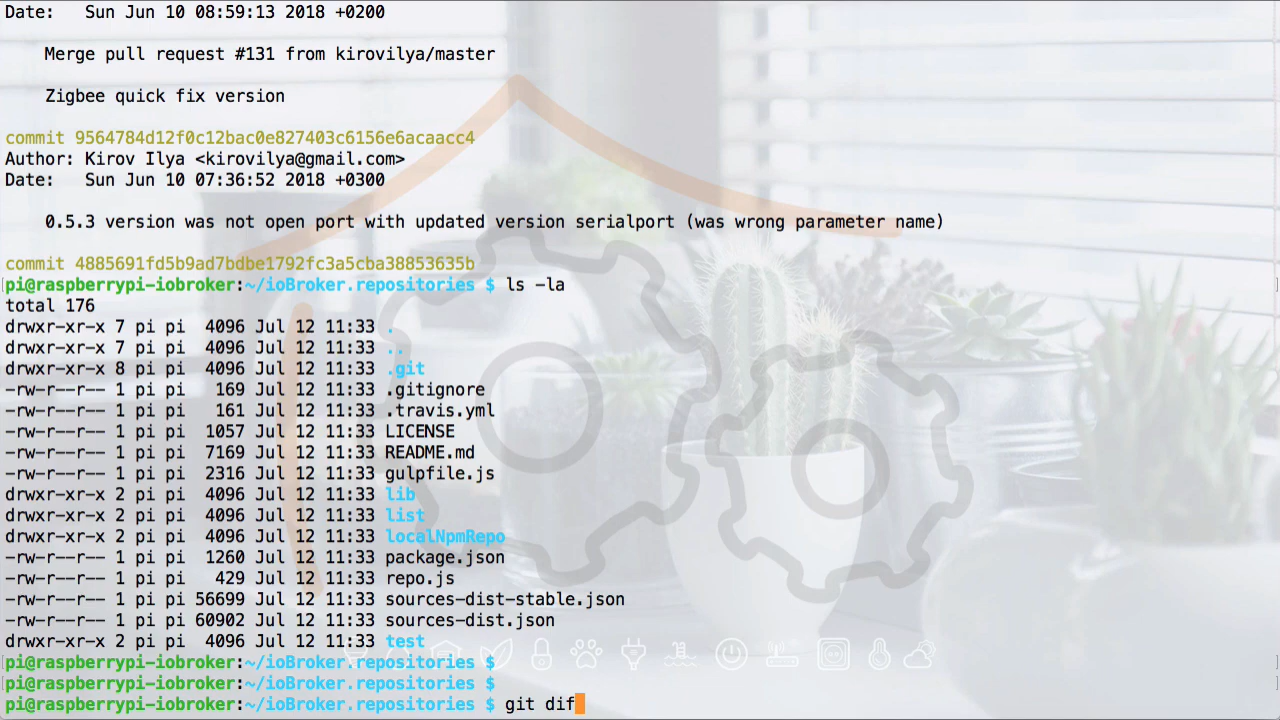 Date:   Sun Jun 10 08:59:13 2018 +0200
    Merge pull request #131 from kirovilya/master
    Zigbee quick fix version
commit 9564784d12f0c12bac0e827403c6156e6acaacc4
Author: Kirov Ilya <kirovilya@gmail.com>
Date:   Sun Jun 10 07:36:52 2018 +0300
    0.5.3 version was not open port with updated version serialport (was wrong parameter name)
commit 4885691fd5b9ad7bdbe1792fc3a5cba38853635b
pi@raspberrypi-iobroker:~/ioBroker.repositories $ ls -la
total 176
drwxr-xr-x 7 pi pi  4096 Jul 12 11:33 .
drwxr-xr-x 7 pi pi  4096 Jul 12 11:33 ..
drwxr-xr-x 8 pi pi  4096 Jul 12 11:33 .git
-rw-r--r-- 1 pi pi   169 Jul 12 11:33 .gitignore
-rw-r--r-- 1 pi pi   161 Jul 12 11:33 .travis.yml
-rw-r--r-- 1 pi pi  1057 Jul 12 11:33 LICENSE
-rw-r--r-- 1 pi pi  7169 Jul 12 11:33 README.md
-rw-r--r-- 1 pi pi  2316 Jul 12 11:33 gulpfile.js
drwxr-xr-x 2 pi pi  4096 Jul 12 11:33 lib
drwxr-xr-x 2 pi pi  4096 Jul 12 11:33 list
drwxr-xr-x 2 pi pi  4096 Jul 12 11:33 localNpmRepo
-rw-r--r-- 1 pi pi  1260 Jul 12 11:33 package.json
-rw-r--r-- 1 pi pi   429 Jul 12 11:33 repo.js
-rw-r--r-- 1 pi pi 56699 Jul 12 11:33 sources-dist-stable.json
-rw-r--r-- 1 pi pi 60902 Jul 12 11:33 sources-dist.json
drwxr-xr-x 2 pi pi  4096 Jul 12 11:33 test
pi@raspberrypi-iobroker:~/ioBroker.repositories $
pi@raspberrypi-iobroker:~/ioBroker.repositories $
pi@raspberrypi-iobroker:~/ioBroker.repositories $ git dif